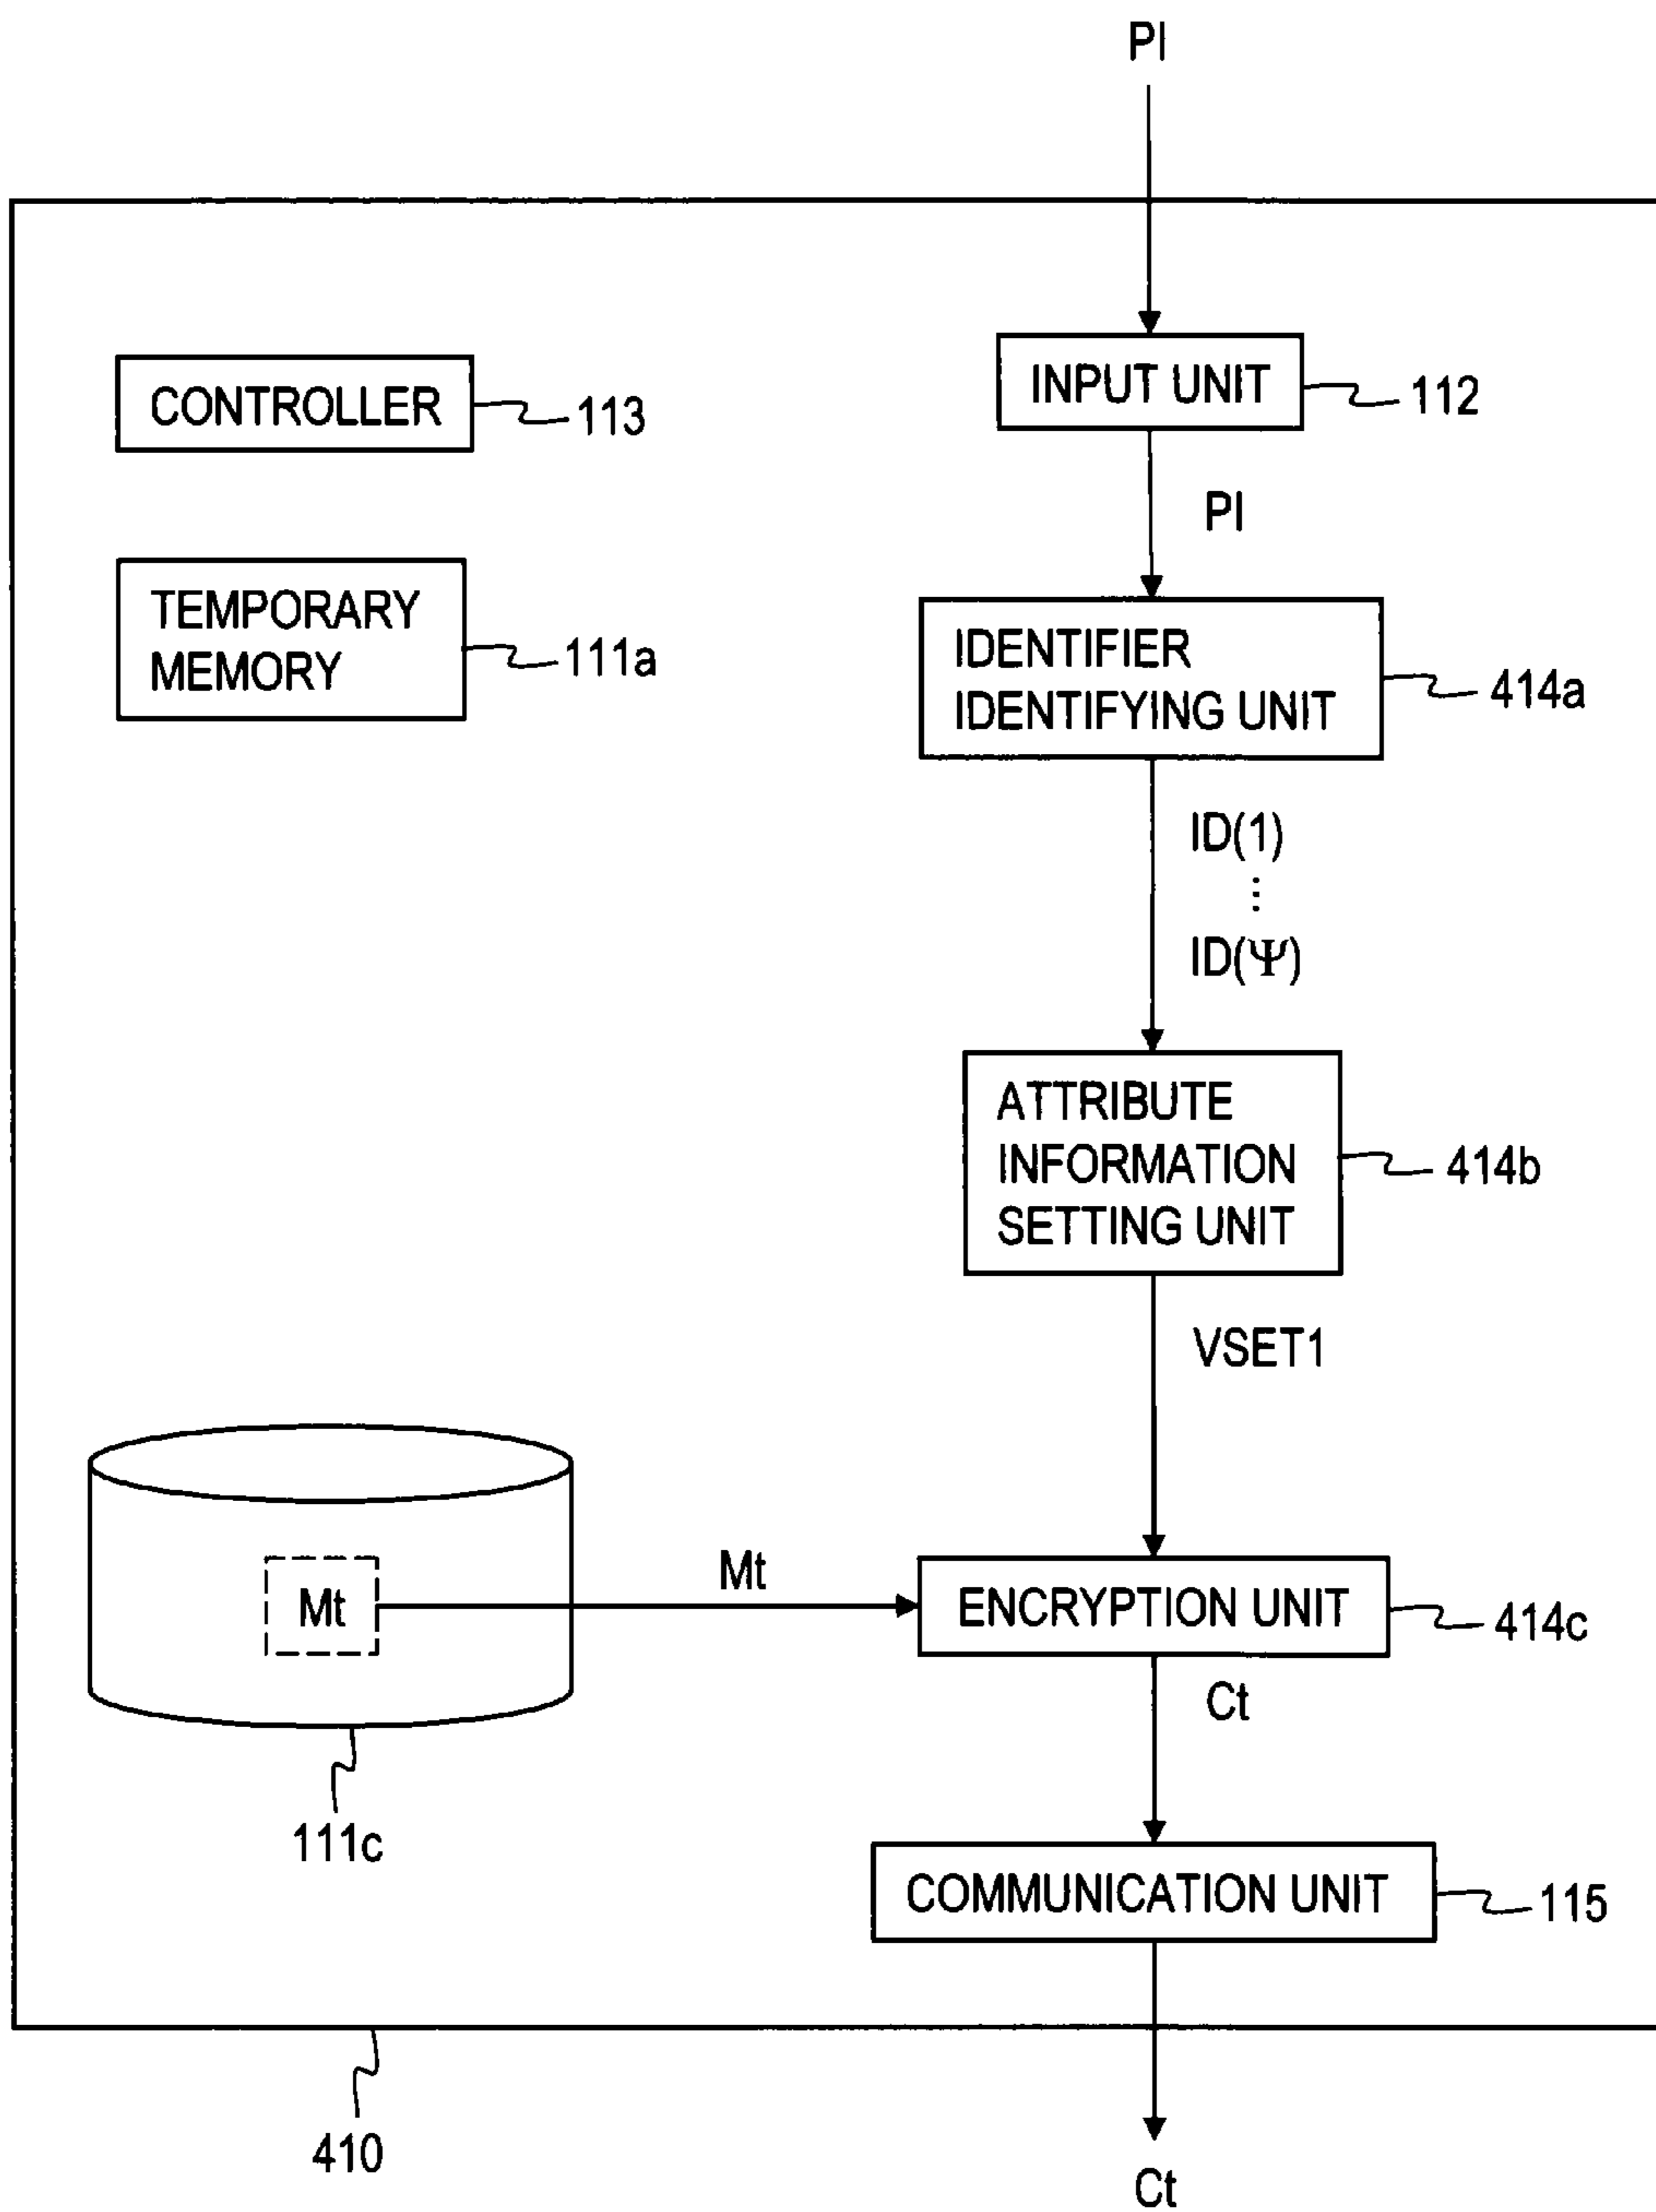 PI
INPUT UNIT
112
CONTROLLER
113
PI
TEMPORARY
MEMORY
111a
IDENTIFIER
IDENTIFYING UNIT
414a
ID(1)
⋮
ID(Ψ)
ATTRIBUTE
INFORMATION
SETTING UNIT
414b
VSET1
Mt
Mt
ENCRYPTION UNIT
414c
Ct
111c
COMMUNICATION UNIT
115
410
Ct